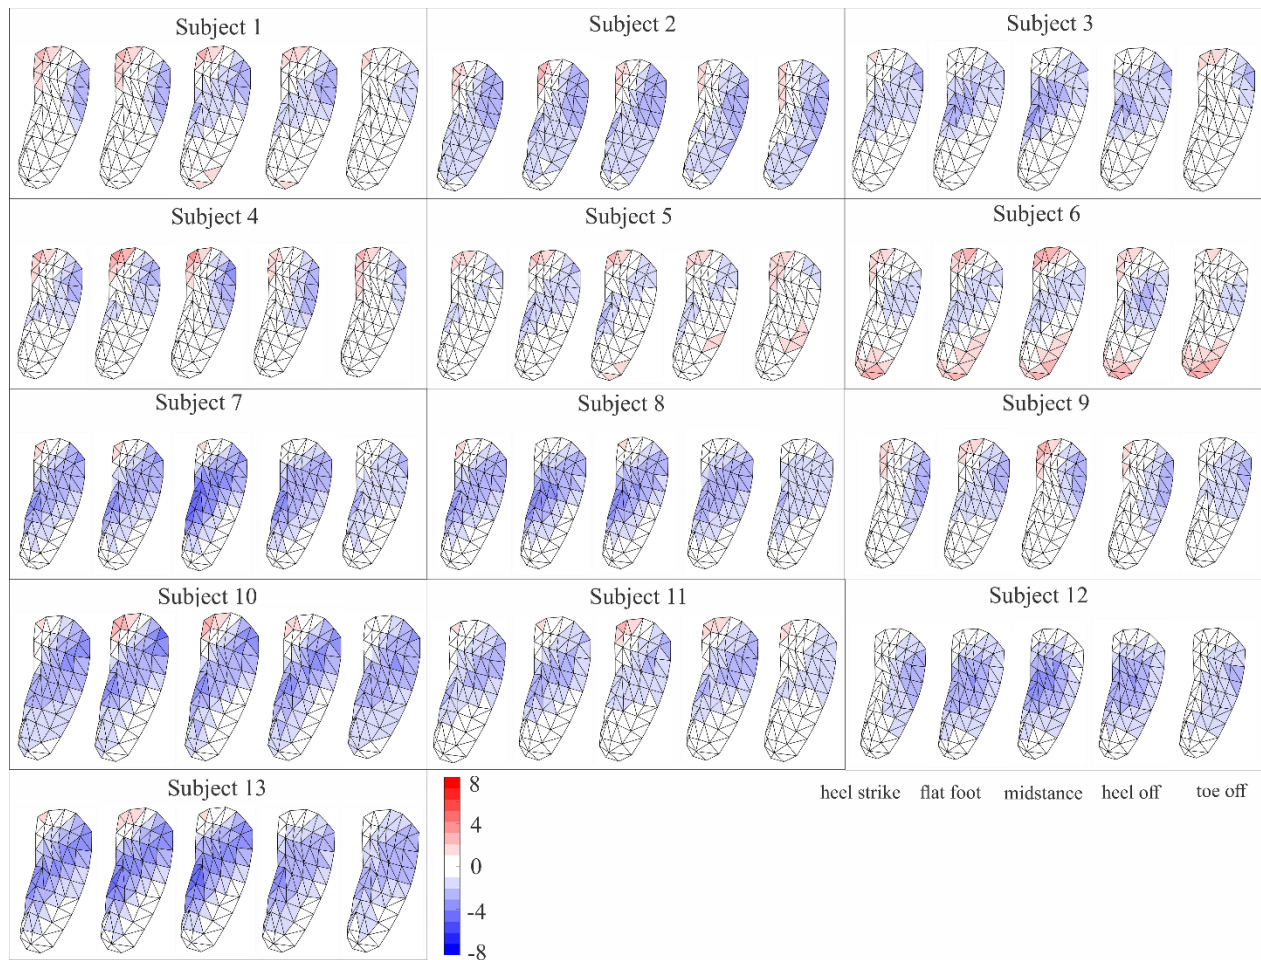 Subject 1
Subject 2
Subject 3
Subject 4
Subject 5
Subject 6
Subject 7
Subject 8
Subject 9
Subject 10
Subject 11
Subject 12
Subject 13
8
4
0
-4
-8
heel strike flat foot midstance heel off toe off